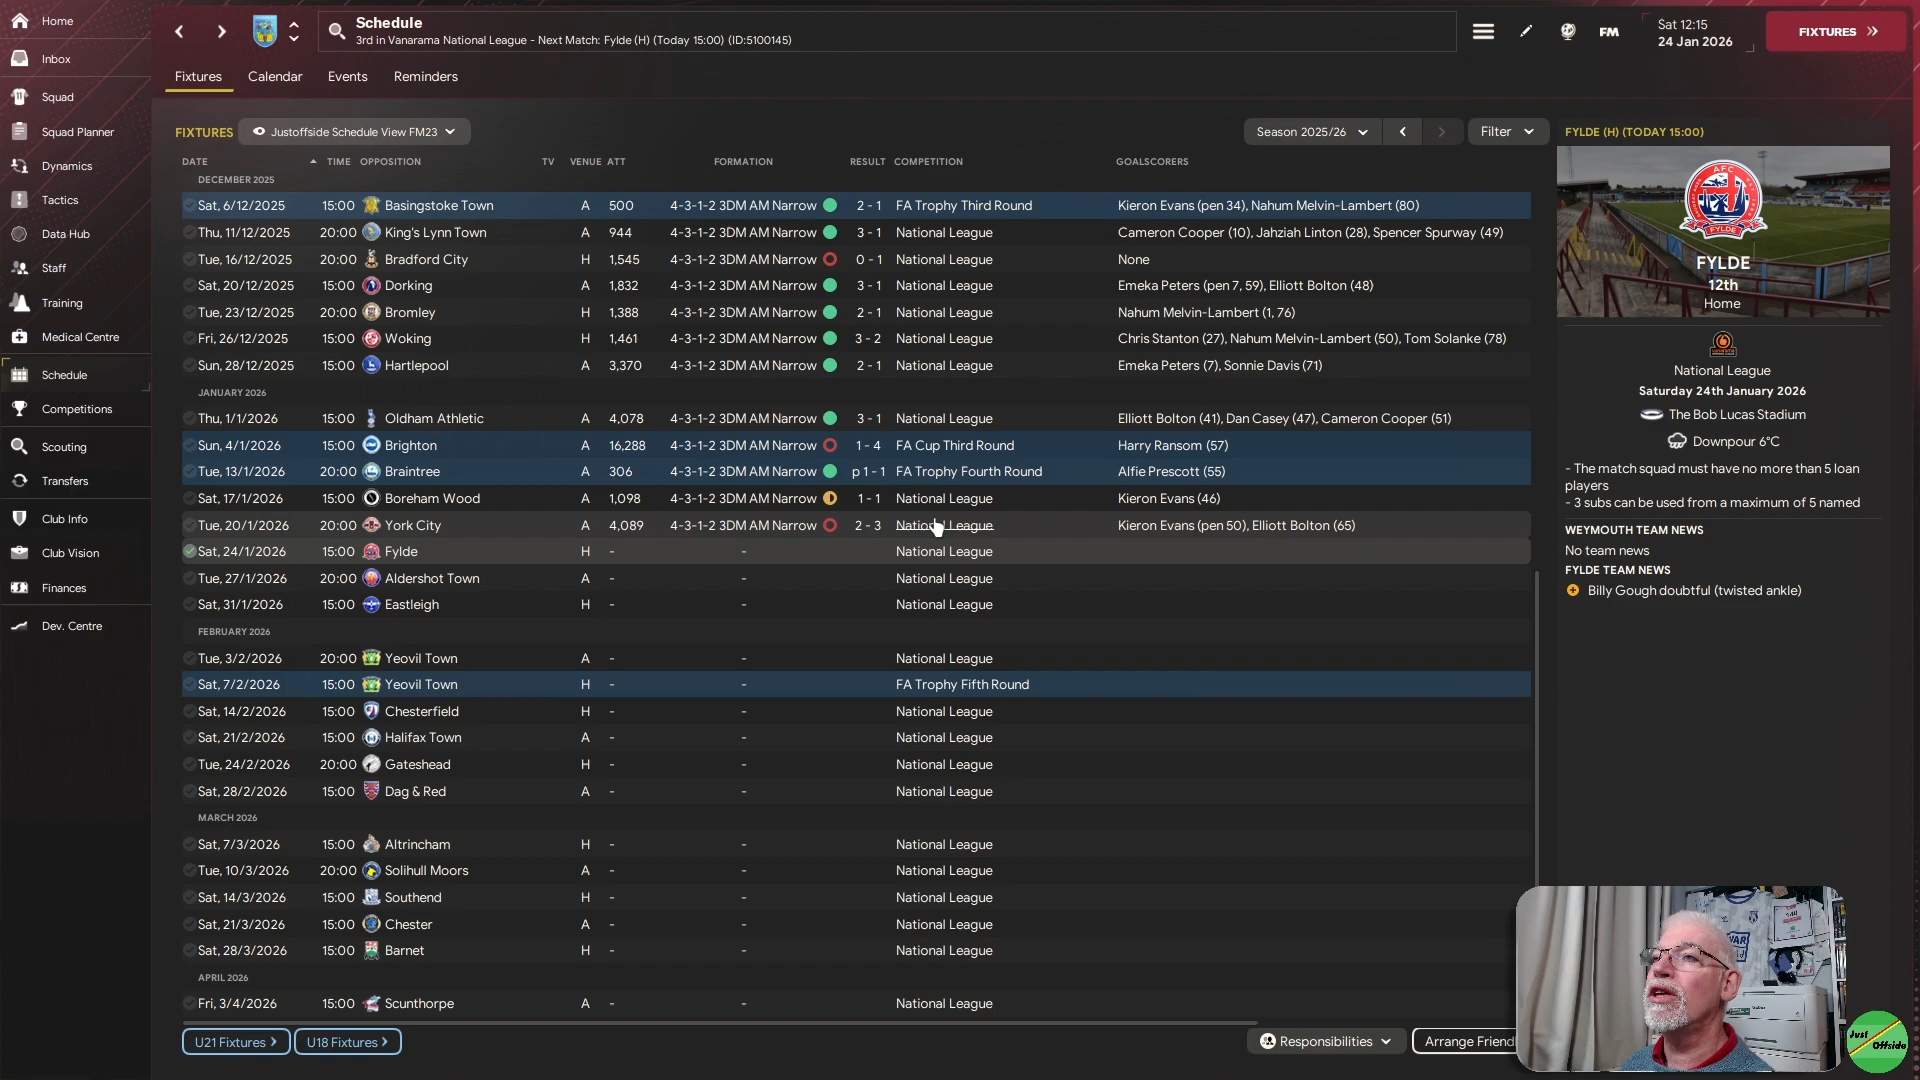 Home
Inbox
Squad
Squad Planner
Dynamics
Tactics
Data Hub
Staff
Training
Medical Centre
Schedule
Competitions
Scouting
Transfers
Club Info
Club Vision
Finances
Dev. Centre
Schedule
3rd in Vanarama National League - Next Match: Fylde (H) (Today 15:00) (ID:5100145)
FM
Sat 12:15
24 Jan 2026
FIXTURES
Fixtures Calendar Events Reminders
FIXTURES Justoffside Schedule View FM23 Season 2025/26 Filter
DATE TIME OPPOSITION TV VENUE ATT FORMATION RESULT COMPETITION GOALSCORERS
DECEMBER 2025
Sat, 6/12/2025 15:00 Basingstoke Town A 500 4-3-1-2 3DM AM Narrow 2 - 1 FA Trophy Third Round Kieron Evans (pen 34), Nahum Melvin-Lambert (80)
Thu, 11/12/2025 20:00 King's Lynn Town A 944 4-3-1-2 3DM AM Narrow 3 - 1 National League Cameron Cooper (10), Jahziah Linton (28), Spencer Spurway (49)
Tue, 16/12/2025 20:00 Bradford City H 1,545 4-3-1-2 3DM AM Narrow 0 - 1 National League None
Sat, 20/12/2025 15:00 Dorking A 1,832 4-3-1-2 3DM AM Narrow 3 - 1 National League Emeka Peters (pen 7, 59), Elliott Bolton (48)
Tue, 23/12/2025 20:00 Bromley H 1,388 4-3-1-2 3DM AM Narrow 2 - 1 National League Nahum Melvin-Lambert (1, 76)
Fri, 26/12/2025 15:00 Woking H 1,461 4-3-1-2 3DM AM Narrow 3 - 2 National League Chris Stanton (27), Nahum Melvin-Lambert (50), Tom Solanke (78)
Sun, 28/12/2025 15:00 Hartlepool A 3,370 4-3-1-2 3DM AM Narrow 2 - 1 National League Emeka Peters (7), Sonnie Davis (71)
JANUARY 2026
Thu, 1/1/2026 15:00 Oldham Athletic A 4,078 4-3-1-2 3DM AM Narrow 3 - 1 National League Elliott Bolton (41), Dan Casey (47), Cameron Cooper (51)
Sun, 4/1/2026 15:00 Brighton A 16,288 4-3-1-2 3DM AM Narrow 1 - 4 FA Cup Third Round Harry Ransom (57)
Tue, 13/1/2026 20:00 Braintree A 306 4-3-1-2 3DM AM Narrow p 1 - 1 FA Trophy Fourth Round Alfie Prescott (55)
Sat, 17/1/2026 15:00 Boreham Wood A 1,098 4-3-1-2 3DM AM Narrow 1 - 1 National League Kieron Evans (46)
Tue, 20/1/2026 20:00 York City A 4,089 4-3-1-2 3DM AM Narrow 2 - 3 National League Kieron Evans (pen 50), Elliott Bolton (65)
Sat, 24/1/2026 15:00 Fylde H - - National League
Tue, 27/1/2026 20:00 Aldershot Town A - - National League
Sat, 31/1/2026 15:00 Eastleigh H - - National League
FEBRUARY 2026
Tue, 3/2/2026 20:00 Yeovil Town A - - National League
Sat, 7/2/2026 15:00 Yeovil Town H - - FA Trophy Fifth Round
Sat, 14/2/2026 15:00 Chesterfield H - - National League
Sat, 21/2/2026 15:00 Halifax Town A - - National League
Tue, 24/2/2026 20:00 Gateshead H - - National League
Sat, 28/2/2026 15:00 Dag & Red A - - National League
MARCH 2026
Sat, 7/3/2026 15:00 Altrincham H - - National League
Tue, 10/3/2026 20:00 Solihull Moors A - - National League
Sat, 14/3/2026 15:00 Southend H - - National League
Sat, 21/3/2026 15:00 Chester A - - National League
Sat, 28/3/2026 15:00 Barnet H - - National League
APRIL 2026
Fri, 3/4/2026 15:00 Scunthorpe A - - National League
U21 Fixtures U18 Fixtures Responsibilities Arrange Friend
FYLDE (H) (TODAY 15:00)
AFC
FYLDE
FYLDE
12th
Home
National League
Saturday 24th January 2026
The Bob Lucas Stadium
Downpour 6°C
- The match squad must have no more than 5 loan
players
- 3 subs can be used from a maximum of 5 named
WEYMOUTH TEAM NEWS
No team news
FYLDE TEAM NEWS
Billy Gough doubtful (twisted ankle)
Just
Offside